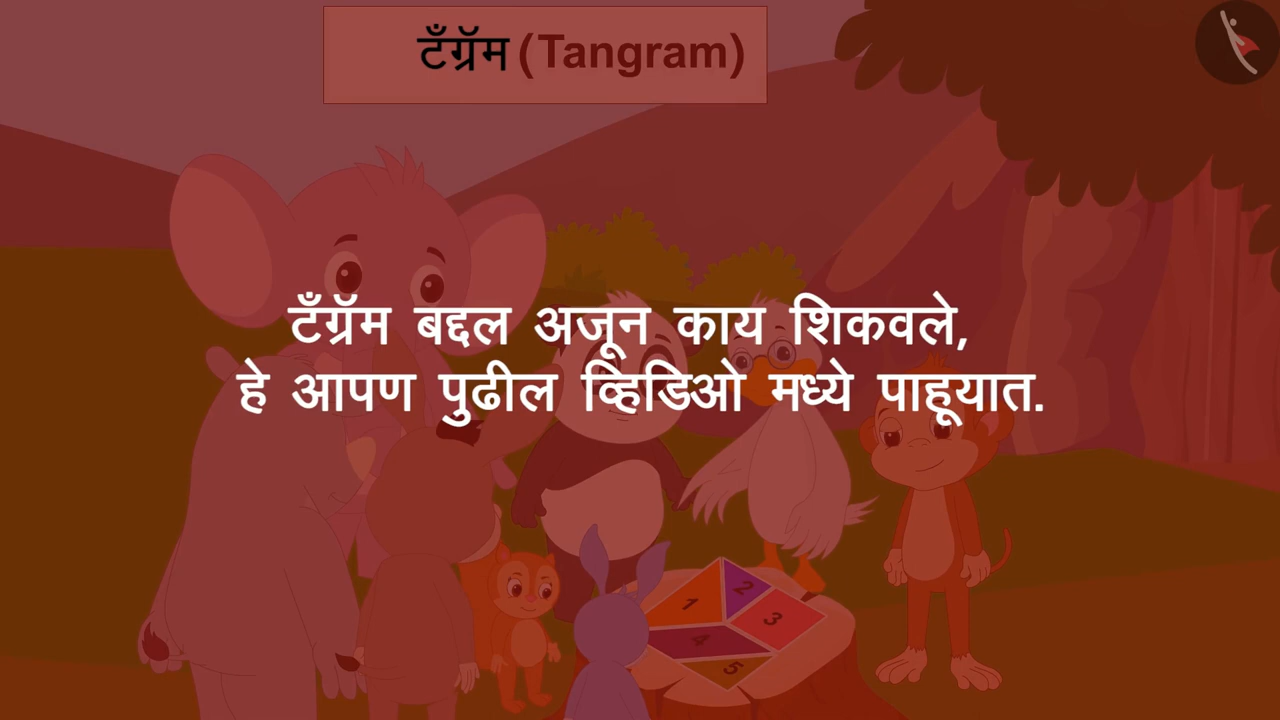 टँग्रॅम (Tangram)
टँग्रॅम बद्दल अजून काय शिकवले,
हे आपण पुढील व्हिडिओ मध्ये पाहूयात.
1
2
3
4
5